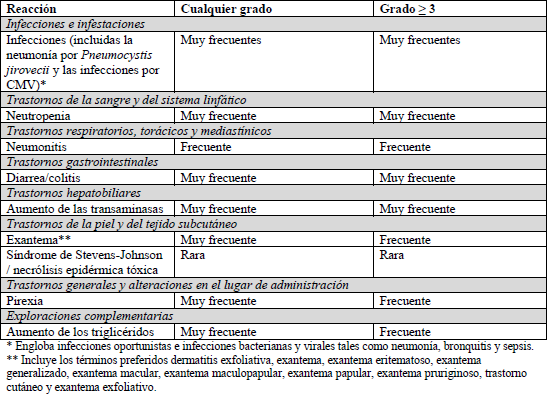 Reacción Cualquier grado Grado ≥ 3
Infecciones e infestaciones
Infecciones (incluidas la Muy frecuentes Muy frecuentes
neumonía por Pneumocystis
jirovecii y las infecciones por
CMV)*
Trastornos de la sangre y del sistema linfático
Neutropenia Muy frecuente Muy frecuente
Trastornos respiratorios, torácicos y mediastínicos
Neumonitis Frecuente Frecuente
Trastornos gastrointestinales
Diarrea/colitis Muy frecuente Muy frecuente
Trastornos hepatobiliares
Aumento de las transaminasas Muy frecuente Muy frecuente
Trastornos de la piel y del tejido subcutáneo
Exantema** Muy frecuente Frecuente
Síndrome de Stevens-Johnson Rara Rara
/ necrólisis epidérmica tóxica
Trastornos generales y alteraciones en el lugar de administración
Pirexia Muy frecuente Frecuente
Exploraciones complementarias
Aumento de los triglicéridos Muy frecuente Frecuente
* Engloba infecciones oportunistas e infecciones bacterianas y virales tales como neumonía, bronquitis y sepsis.
** Incluye los términos preferidos dermatitis exfoliativa, exantema, exantema eritematoso, exantema
generalizado, exantema macular, exantema maculopapular, exantema papular, exantema pruriginoso, trastorno
cutáneo y exantema exfoliativo.